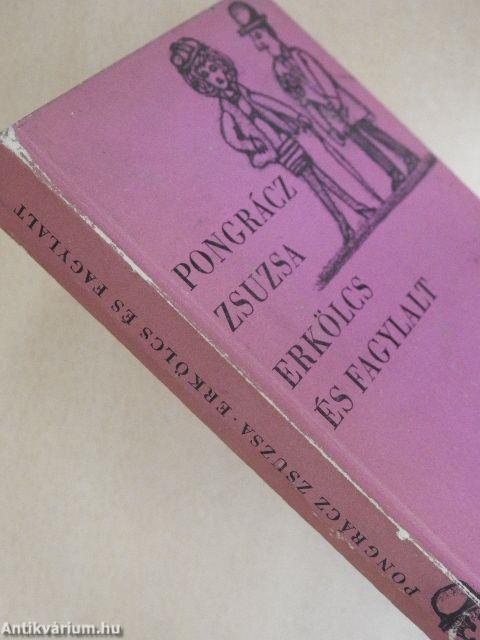 PONGRÁCZ
ZSUZSA
ERKÖLCS
ÉS FAGYLALT
PONGRÁCZ ZSUZSA · ERKÖLCS ÉS FAGYLALT
Antikvárium.hu